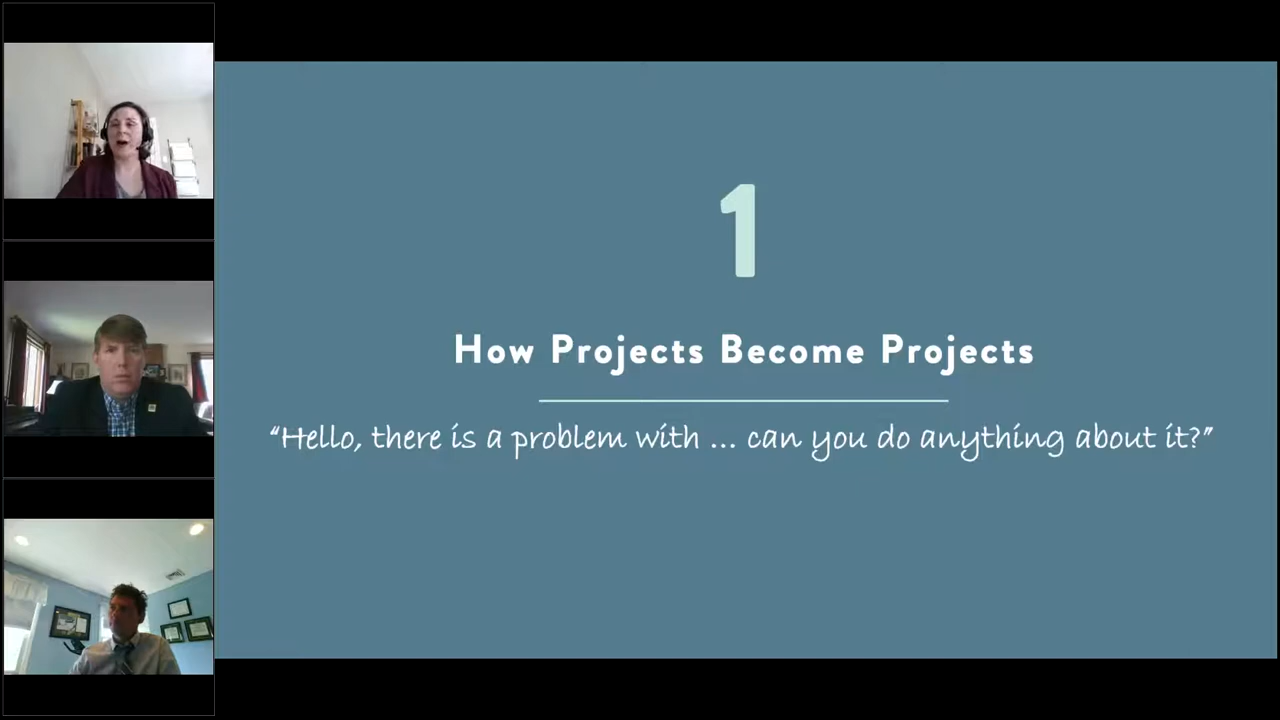 1
How Projects Become Projects
“Hello, there is a problem with ... can you do anything about it?”